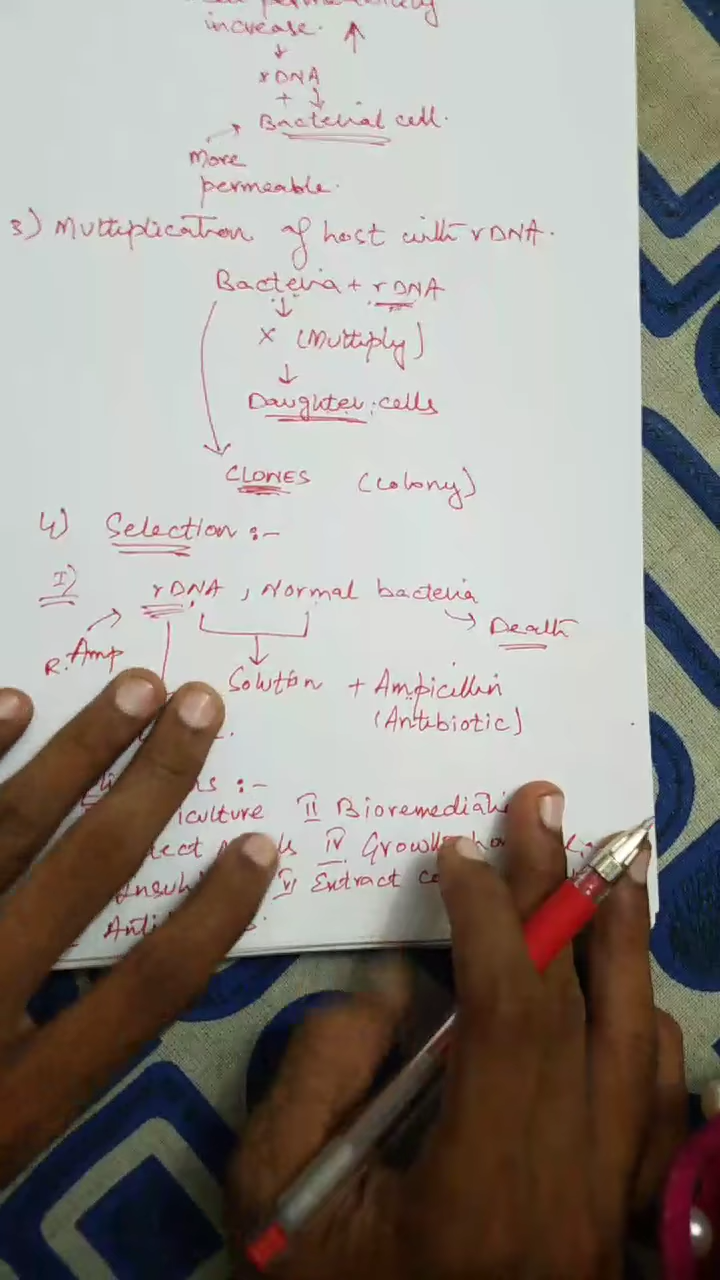 increase. ↑
↓
rDNA
+ ↓
Bacterial cell.
More
permeable.
3) Multiplication of host with rDNA.
Bacteria + rDNA
↓
X (Multiply)
↓
Daughter cells
CLONES (Colony)
4) Selection :-
I) rDNA, Normal bacteria
Death
R. Amp
Solution + Ampicillin
(Antibiotic)
:-
II Bioremediati
IV Growth
V Extract